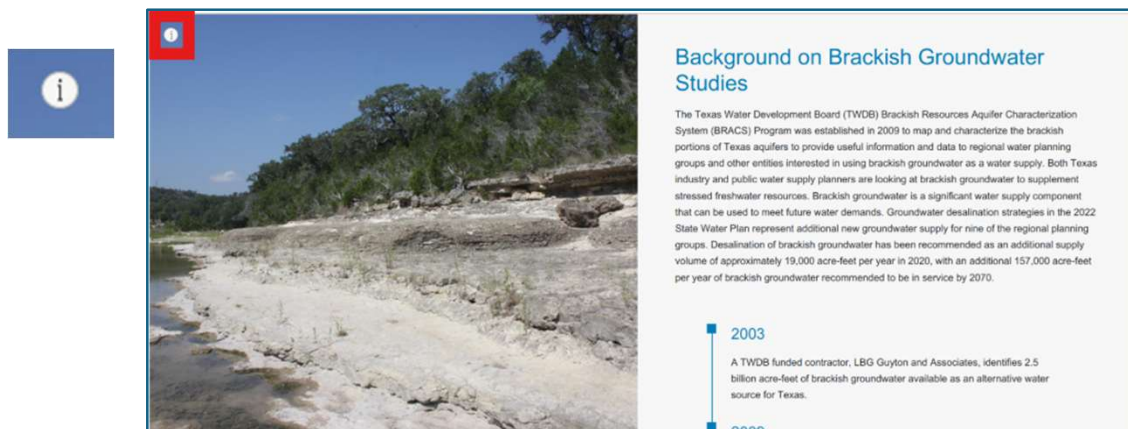 i
i
Background on Brackish Groundwater
Studies
The Texas Water Development Board (TWDB) Brackish Resources Aquifer Characterization
System (BRACS) Program was established in 2009 to map and characterize the brackish
portions of Texas aquifers to provide useful information and data to regional water planning
groups and other entities interested in using brackish groundwater as a water supply. Both Texas
industry and public water supply planners are looking at brackish groundwater to supplement
stressed freshwater resources. Brackish groundwater is a significant water supply component
that can be used to meet future water demands. Groundwater desalination strategies in the 2022
State Water Plan represent additional new groundwater supply for nine of the regional planning
groups. Desalination of brackish groundwater has been recommended as an additional supply
volume of approximately 19,000 acre-feet per year in 2020, with an additional 157,000 acre-feet
per year of brackish groundwater recommended to be in service by 2070.
2003
A TWDB funded contractor, LBG Guyton and Associates, identifies 2.5
billion acre-feet of brackish groundwater available as an alternative water
source for Texas.